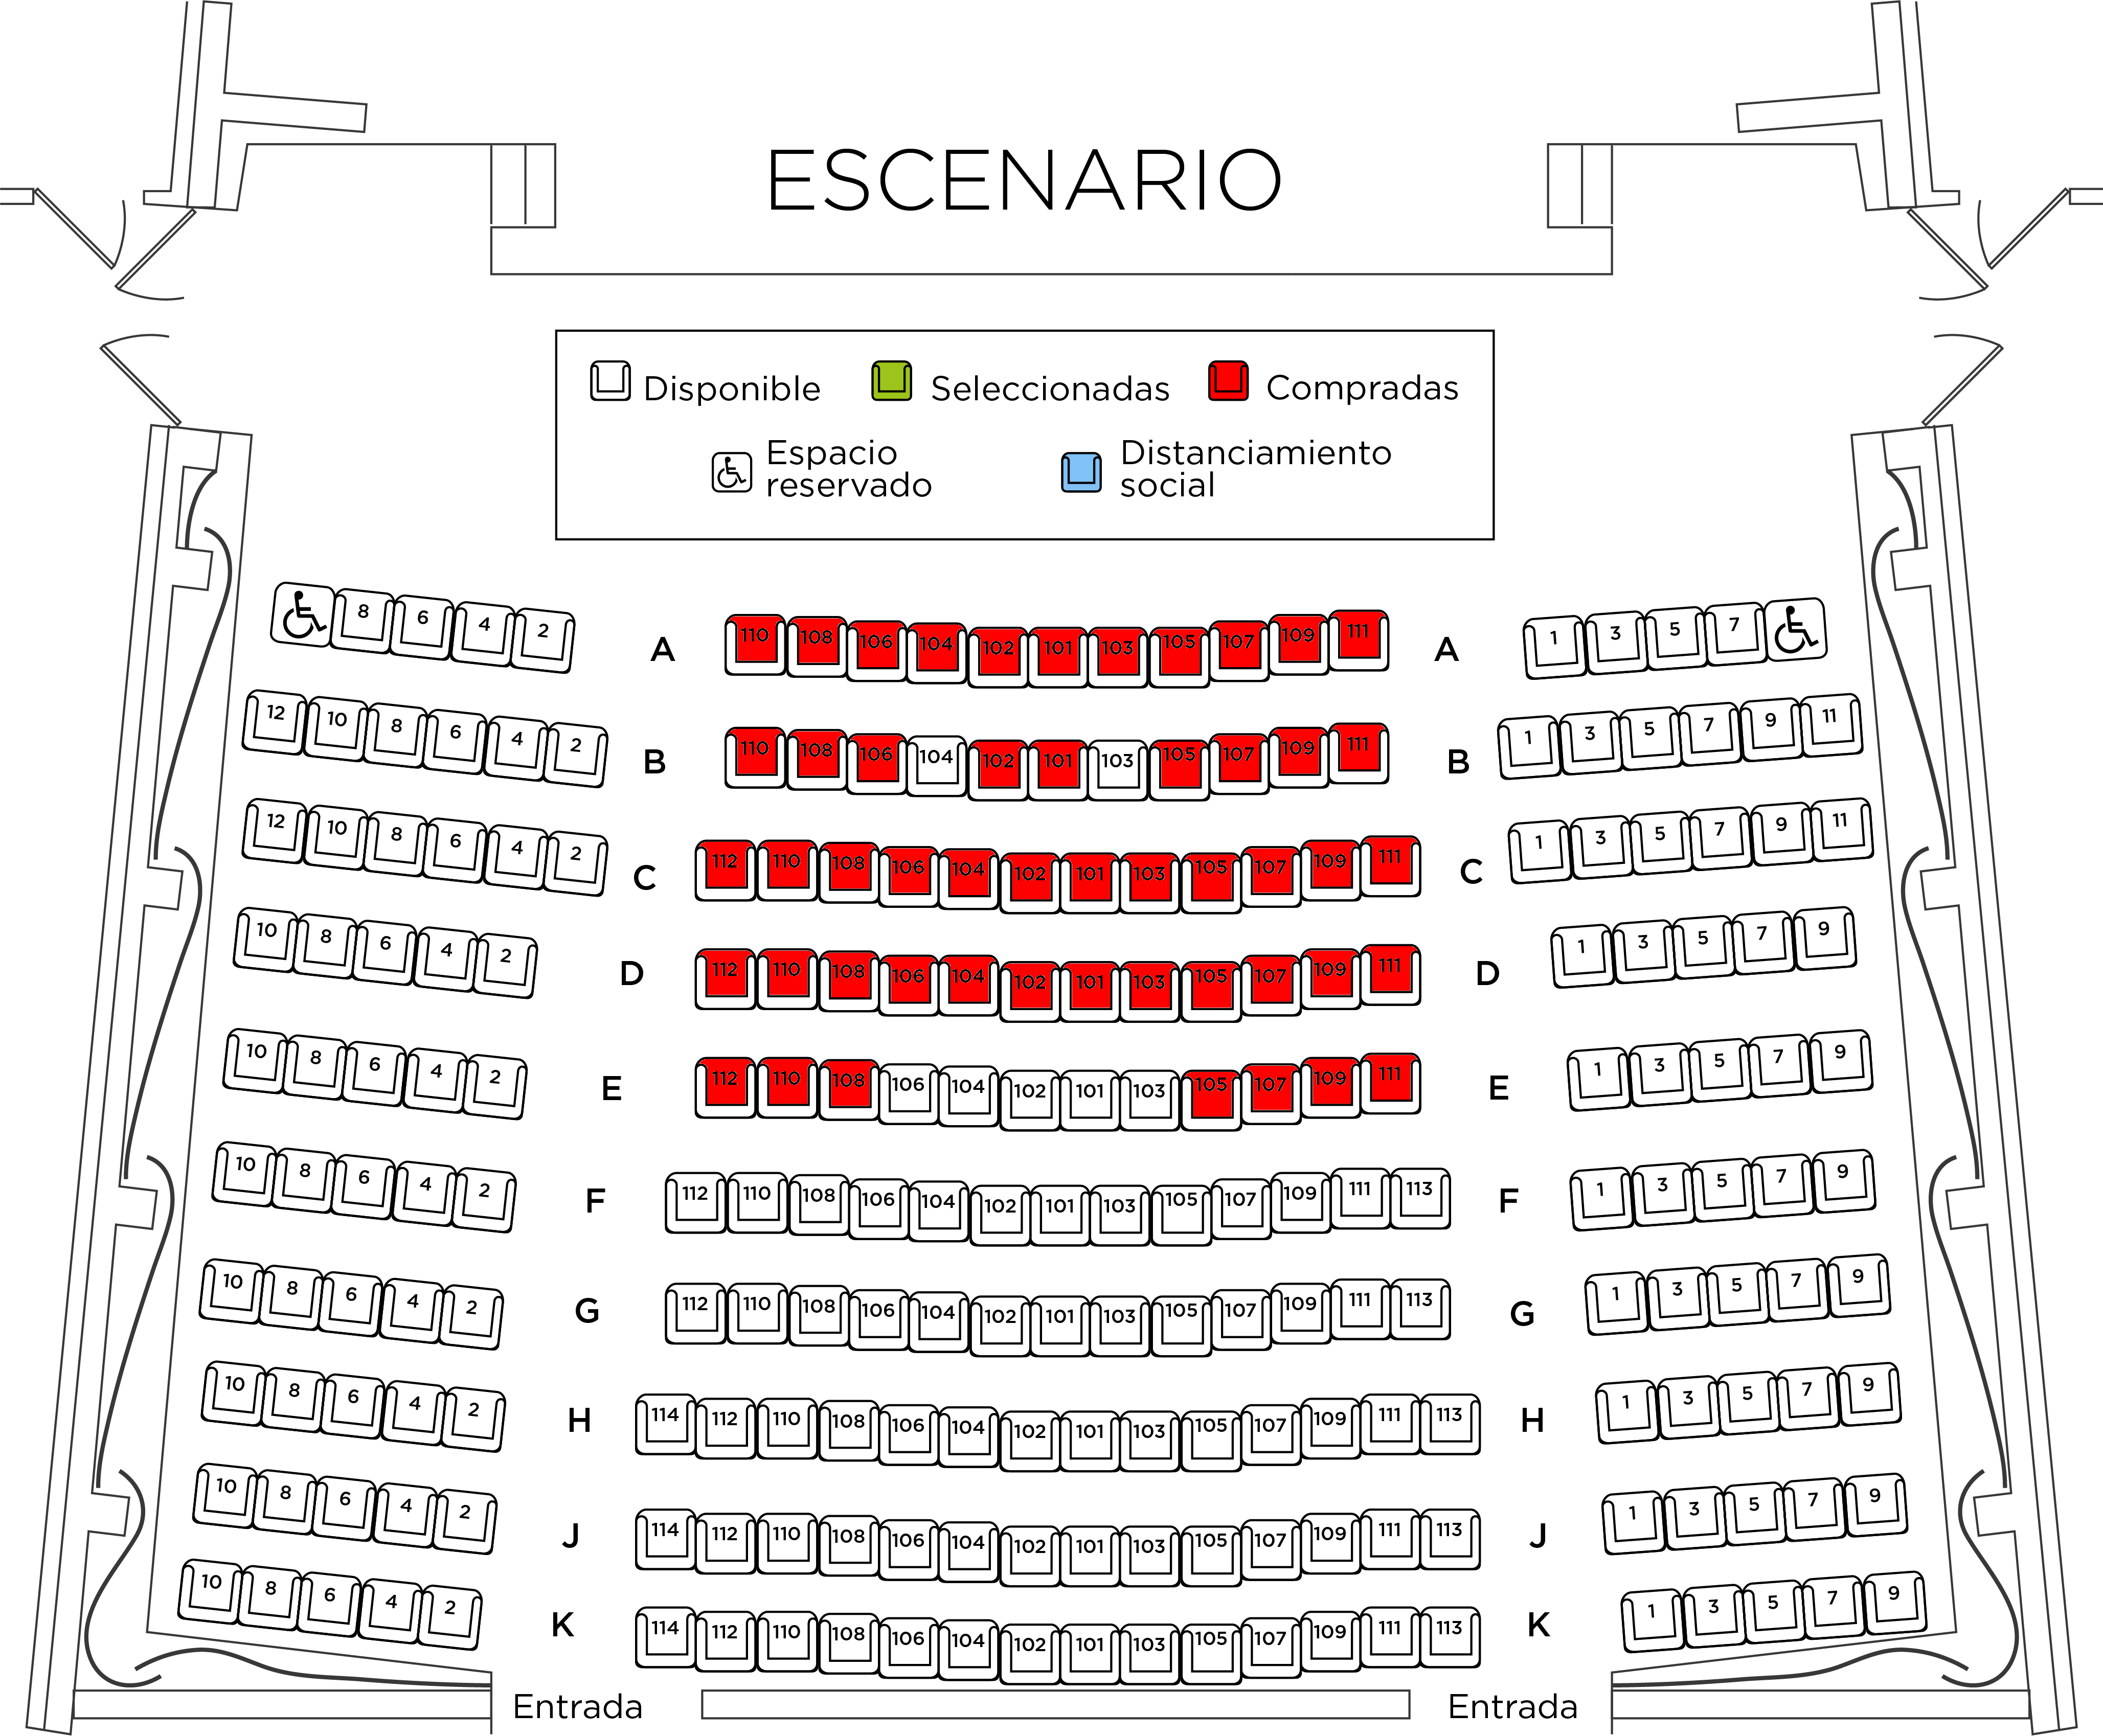 ESCENARIO
Disponible Seleccionadas Compradas
Espacio reservado Distanciamiento social
8 6 4 2 A 110 108 106 104 102 101 103 105 107 109 111 A 1 3 5 7
12 10 8 6 4 2 B 110 108 106 104 102 101 103 105 107 109 111 B 1 3 5 7 9 11
12 10 8 6 4 2 C 112 110 108 106 104 102 101 103 105 107 109 111 C 1 3 5 7 9 11
10 8 6 4 2 D 112 110 108 106 104 102 101 103 105 107 109 111 D 1 3 5 7 9
10 8 6 4 2 E 112 110 108 106 104 102 101 103 105 107 109 111 E 1 3 5 7 9
10 8 6 4 2 F 112 110 108 106 104 102 101 103 105 107 109 111 113 F 1 3 5 7 9
10 8 6 4 2 G 112 110 108 106 104 102 101 103 105 107 109 111 113 G 1 3 5 7 9
10 8 6 4 2 H 114 112 110 108 106 104 102 101 103 105 107 109 111 113 H 1 3 5 7 9
10 8 6 4 2 J 114 112 110 108 106 104 102 101 103 105 107 109 111 113 J 1 3 5 7 9
10 8 6 4 2 K 114 112 110 108 106 104 102 101 103 105 107 109 111 113 K 1 3 5 7 9
Entrada Entrada